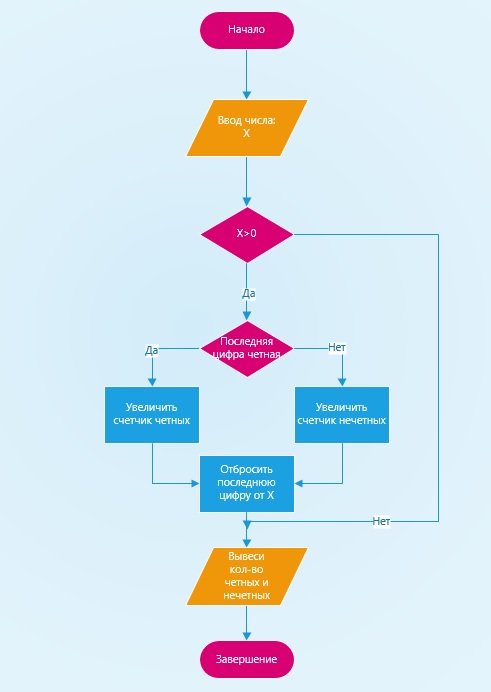 Начало
Ввод числа:
X
X>0
Да
Последняя
цифра четная
Да
Нет
Увеличить
счетчик четных
Увеличить
счетчик нечетных
Отбросить
последнюю
цифру от X
Нет
Вывеси
кол-во
четных и
нечетных
Завершение